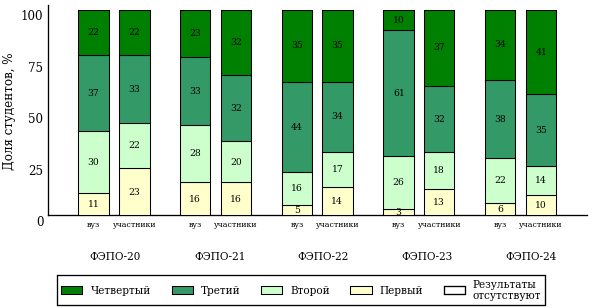 Доля студентов, %
100
75
50
25
0
22 22 23 32 35 35 10 37 34 41
37 33 33 32 44 34 61 32 38 35
30 22 28 20 16 17 26 18 22 14
11 23 16 16 5 14 3 13 6 10
вуз участники вуз участники вуз участники вуз участники вуз участники
ФЭПО-20 ФЭПО-21 ФЭПО-22 ФЭПО-23 ФЭПО-24
Четвертый Третий Второй Первый Результаты
отсутствуют